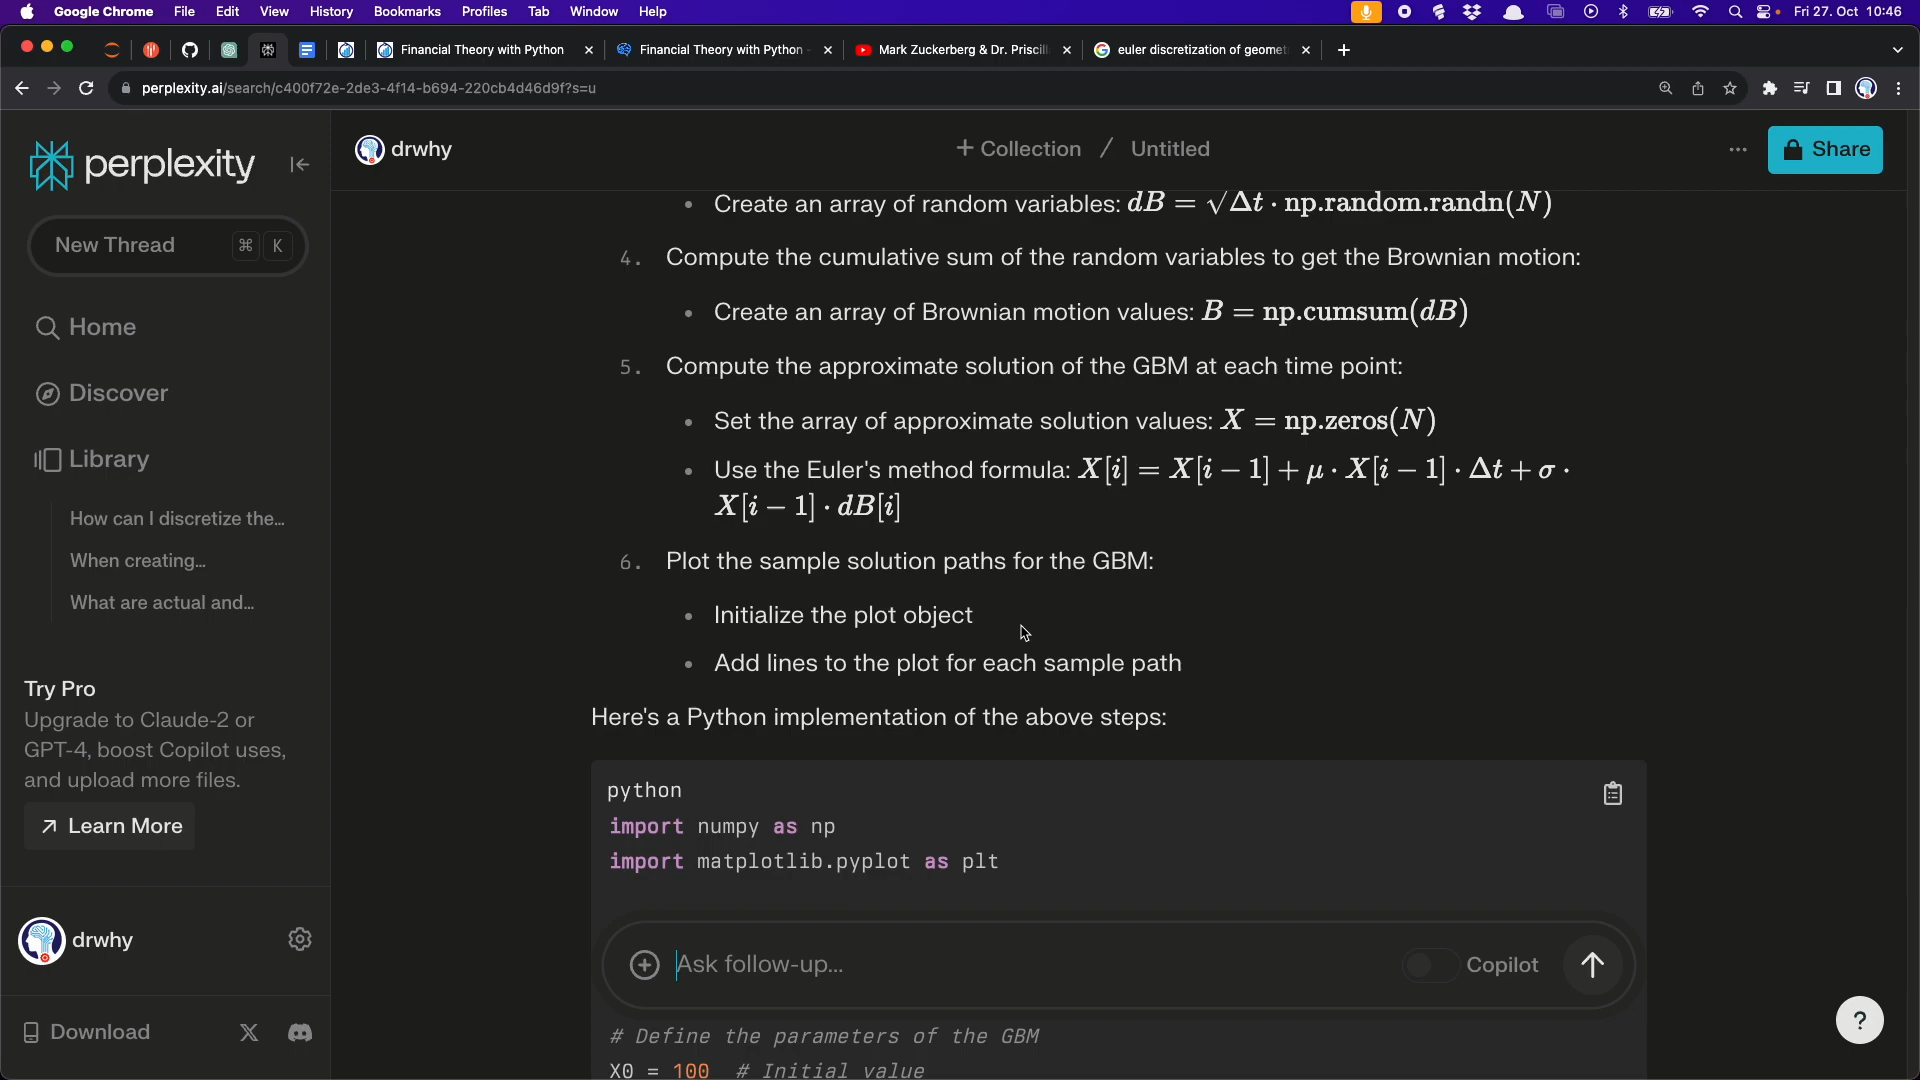 Google Chrome File Edit View History Bookmarks Profiles Tab Window Help Fri 27. Oct 10:46
Financial Theory with Python Financial Theory with Python - Mark Zuckerberg & Dr. Priscill euler discretization of geomet
perplexity.ai/search/c400f72e-2de3-4f14-b694-220cb4d46d9f?s=u
perplexity
New Thread ⌘ K
Home
Discover
Library
How can I discretize the...
When creating...
What are actual and...
Try Pro
Upgrade to Claude-2 or
GPT-4, boost Copilot uses,
and upload more files.
Learn More
drwhy
Download
drwhy
+ Collection / Untitled
Share
• Create an array of random variables: dB = √Δt · np.random.randn(N)
4. Compute the cumulative sum of the random variables to get the Brownian motion:
• Create an array of Brownian motion values: B = np.cumsum(dB)
5. Compute the approximate solution of the GBM at each time point:
• Set the array of approximate solution values: X = np.zeros(N)
• Use the Euler's method formula: X[i] = X[i − 1] + μ · X[i − 1] · Δt + σ ·
X[i − 1] · dB[i]
6. Plot the sample solution paths for the GBM:
• Initialize the plot object
• Add lines to the plot for each sample path
Here's a Python implementation of the above steps:
python
import numpy as np
import matplotlib.pyplot as plt
Ask follow-up...
Copilot
# Define the parameters of the GBM
X0 = 100 # Initial value
?